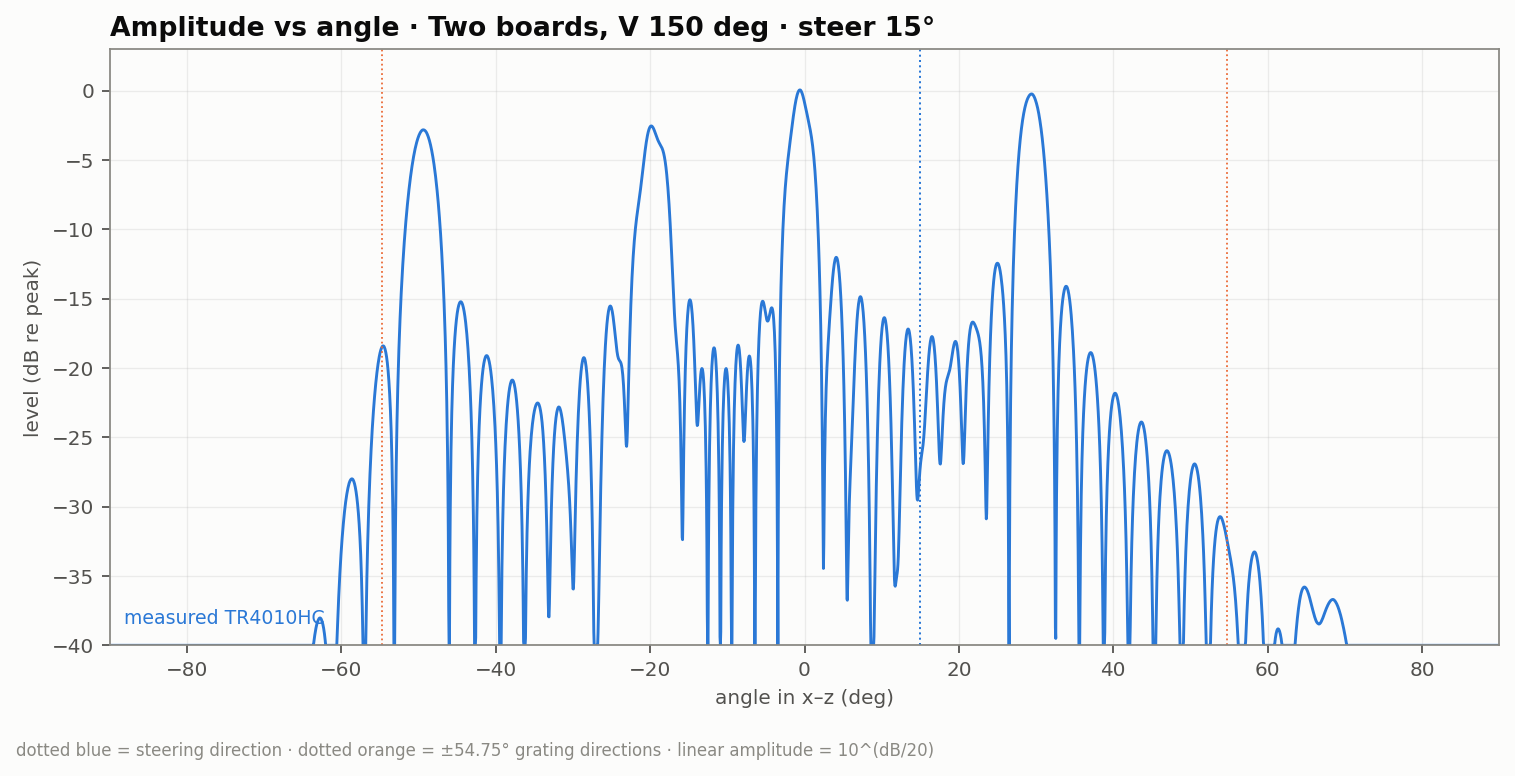 Amplitude vs angle · Two boards, V 150 deg · steer 15°
level (dB re peak)
0
−5
−10
−15
−20
−25
−30
−35
−40
measured TR4010HC
−80 −60 −40 −20 0 20 40 60 80
angle in x–z (deg)
dotted blue = steering direction · dotted orange = ±54.75° grating directions · linear amplitude = 10^(dB/20)